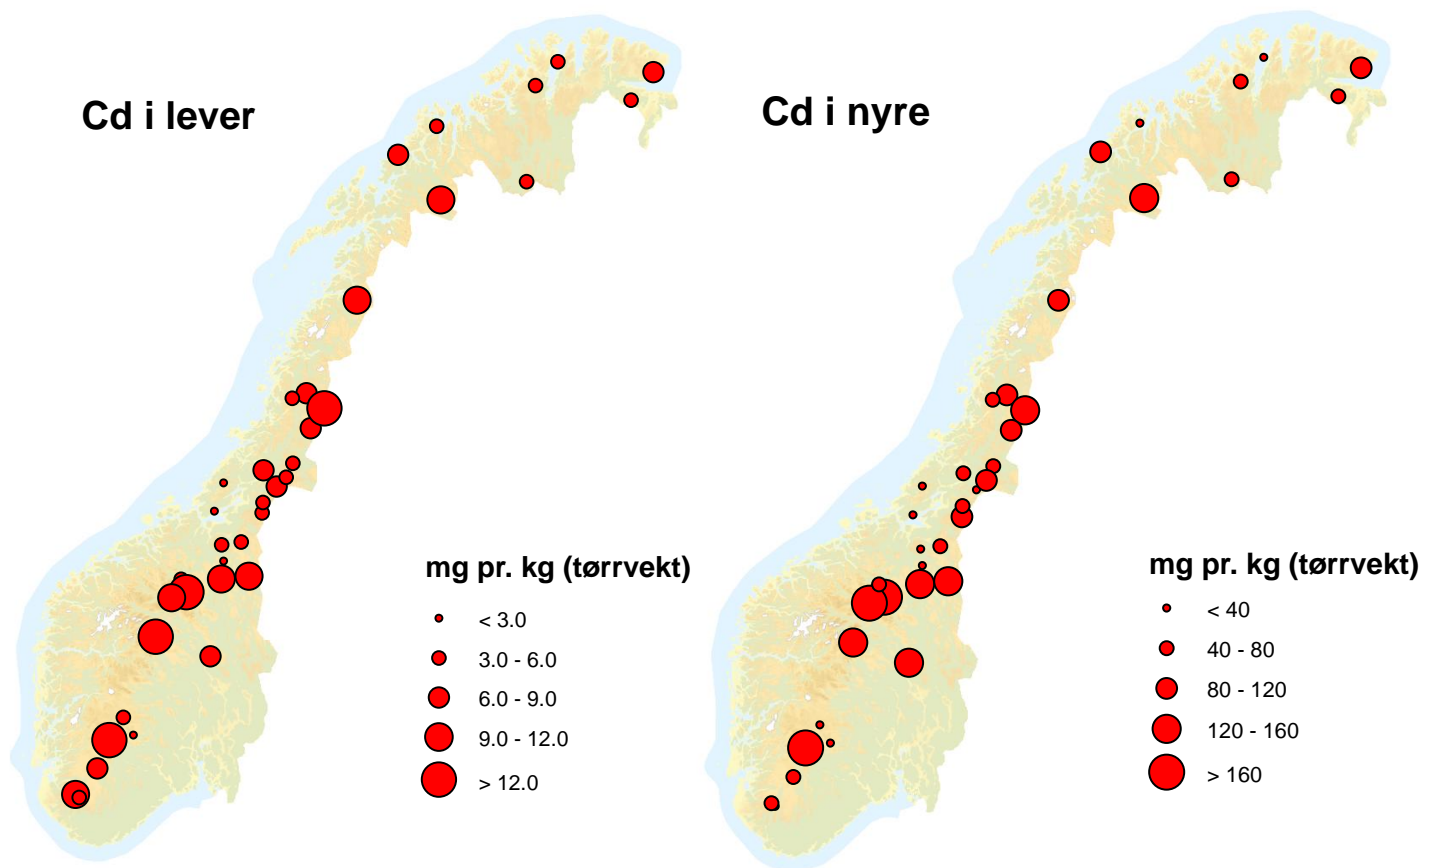 Cd i lever
mg pr. kg (tørrvekt)
< 3.0
3.0 - 6.0
6.0 - 9.0
9.0 - 12.0
> 12.0
Cd i nyre
mg pr. kg (tørrvekt)
< 40
40 - 80
80 - 120
120 - 160
> 160